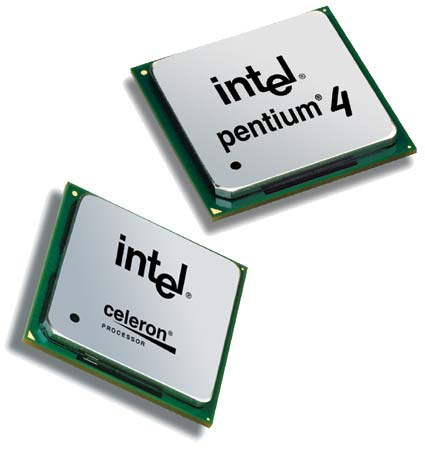 intel®
pentium® 4
intel®
celeron®
PROCESSOR